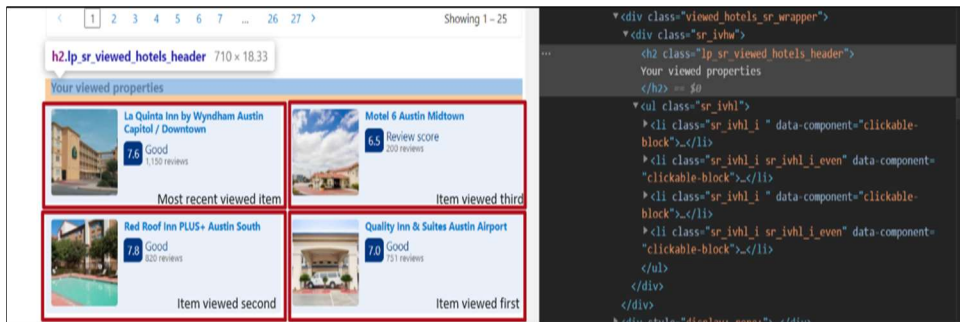 < 1 2 3 4 5 6 7 ... 26 27 > Showing 1 – 25
h2.lp_sr_viewed_hotels_header 710 × 18.33
Your viewed properties
La Quinta Inn by Wyndham Austin
Capitol / Downtown
7.6 Good
1,150 reviews
Most recent viewed item
Motel 6 Austin Midtown
6.5 Review score
200 reviews
Item viewed third
Red Roof Inn PLUS+ Austin South
7.8 Good
820 reviews
Item viewed second
Quality Inn & Suites Austin Airport
7.0 Good
751 reviews
Item viewed first
▼<div class="viewed_hotels_sr_wrapper">
▼<div class="sr_ivhw">
... <h2 class="lp_sr_viewed_hotels_header">
Your viewed properties
</h2> == $0
▼<ul class="sr_ivhl">
▶<li class="sr_ivhl_i " data-component="clickable-
block">…</li>
▶<li class="sr_ivhl_i sr_ivhl_i_even" data-component=
"clickable-block">…</li>
▶<li class="sr_ivhl_i " data-component="clickable-
block">…</li>
▶<li class="sr_ivhl_i sr_ivhl_i_even" data-component=
"clickable-block">…</li>
</ul>
</div>
</div>